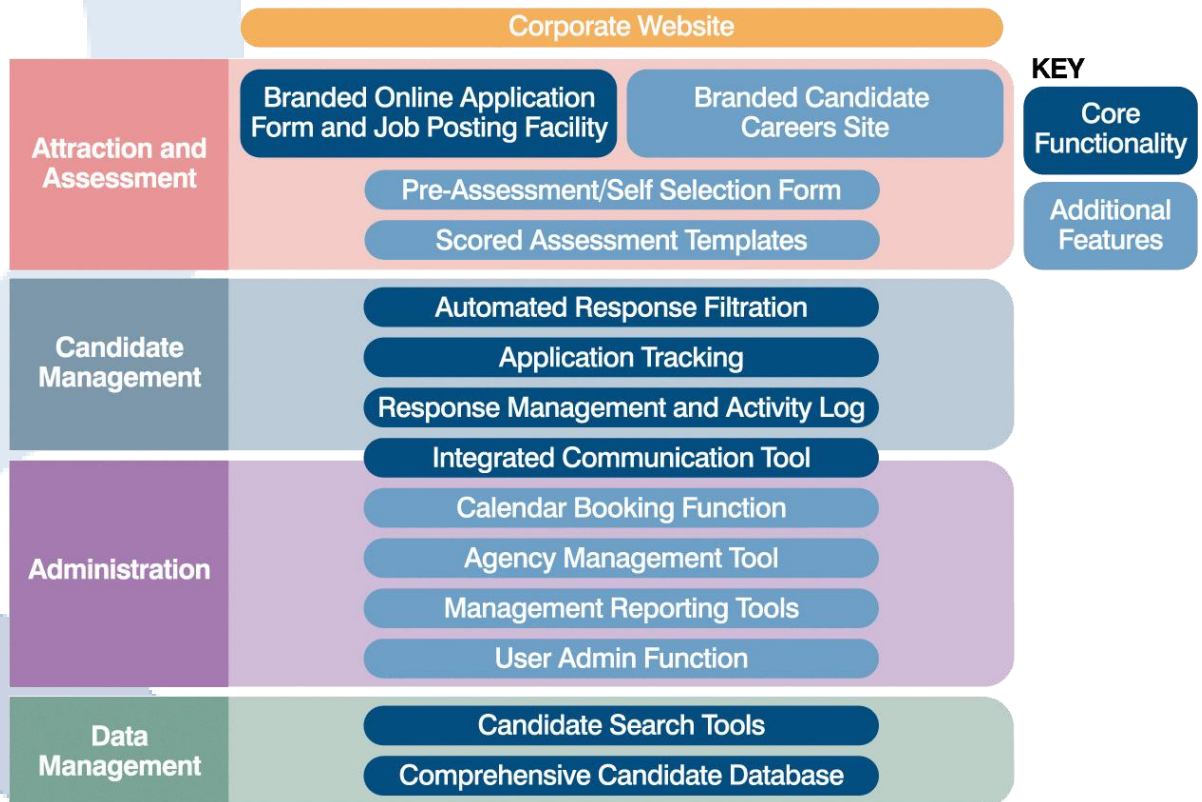 Corporate Website
Attraction and
Assessment
Branded Online Application
Form and Job Posting Facility
Branded Candidate
Careers Site
Pre-Assessment/Self Selection Form
Scored Assessment Templates
KEY
Core
Functionality
Additional
Features
Candidate
Management
Automated Response Filtration
Application Tracking
Response Management and Activity Log
Integrated Communication Tool
Administration
Calendar Booking Function
Agency Management Tool
Management Reporting Tools
User Admin Function
Data
Management
Candidate Search Tools
Comprehensive Candidate Database